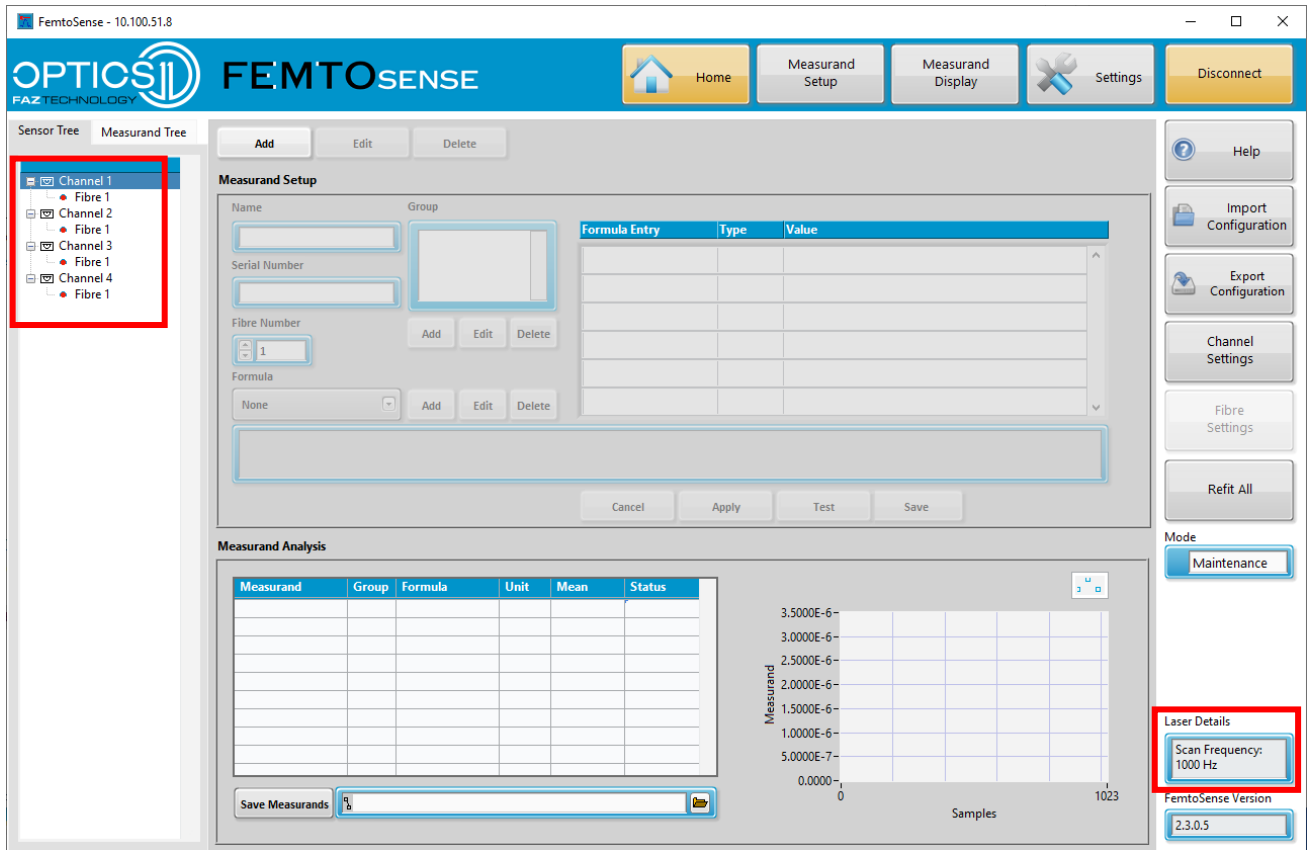 FemtoSense - 10.100.51.8
OPTICS11
FAZ TECHNOLOGY
FEMTOSENSE
Home
Measurand
Setup
Measurand
Display
Settings
Disconnect
Sensor Tree
Measurand Tree
Channel 1
Fibre 1
Channel 2
Fibre 1
Channel 3
Fibre 1
Channel 4
Fibre 1
Add
Edit
Delete
Measurand Setup
Name
Group
Serial Number
Fibre Number
1
Add
Edit
Delete
Formula
None
Add
Edit
Delete
Formula Entry
Type
Value
Cancel
Apply
Test
Save
Measurand Analysis
Measurand
Group
Formula
Unit
Mean
Status
Save Measurands
3.5000E-6
3.0000E-6
2.5000E-6
2.0000E-6
1.5000E-6
1.0000E-6
5.0000E-7
0.0000
Measurand
0
1023
Samples
Help
Import
Configuration
Export
Configuration
Channel
Settings
Fibre
Settings
Refit All
Mode
Maintenance
Laser Details
Scan Frequency:
1000 Hz
FemtoSense Version
2.3.0.5